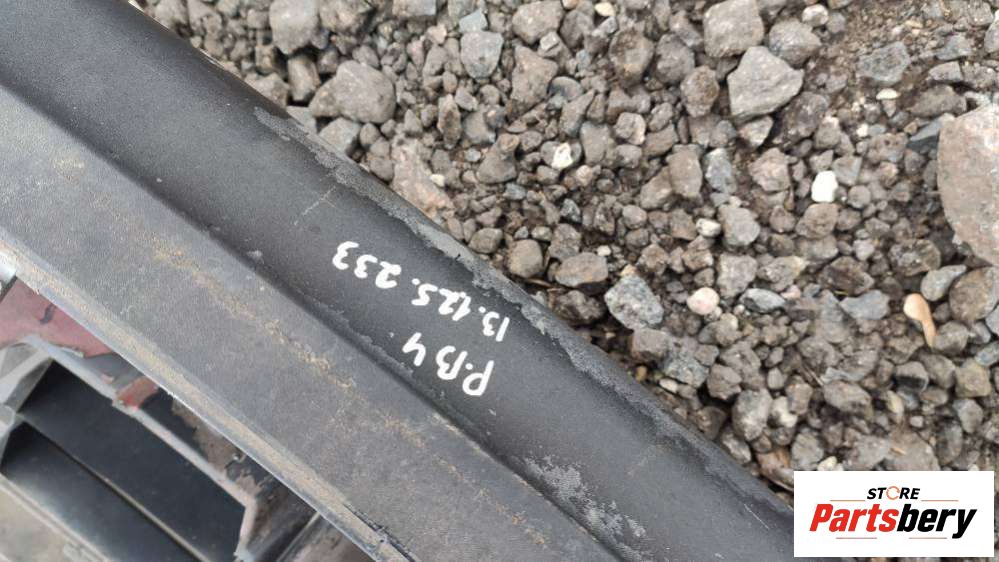 P.B 4
13.125.233
STORE
Partsbery